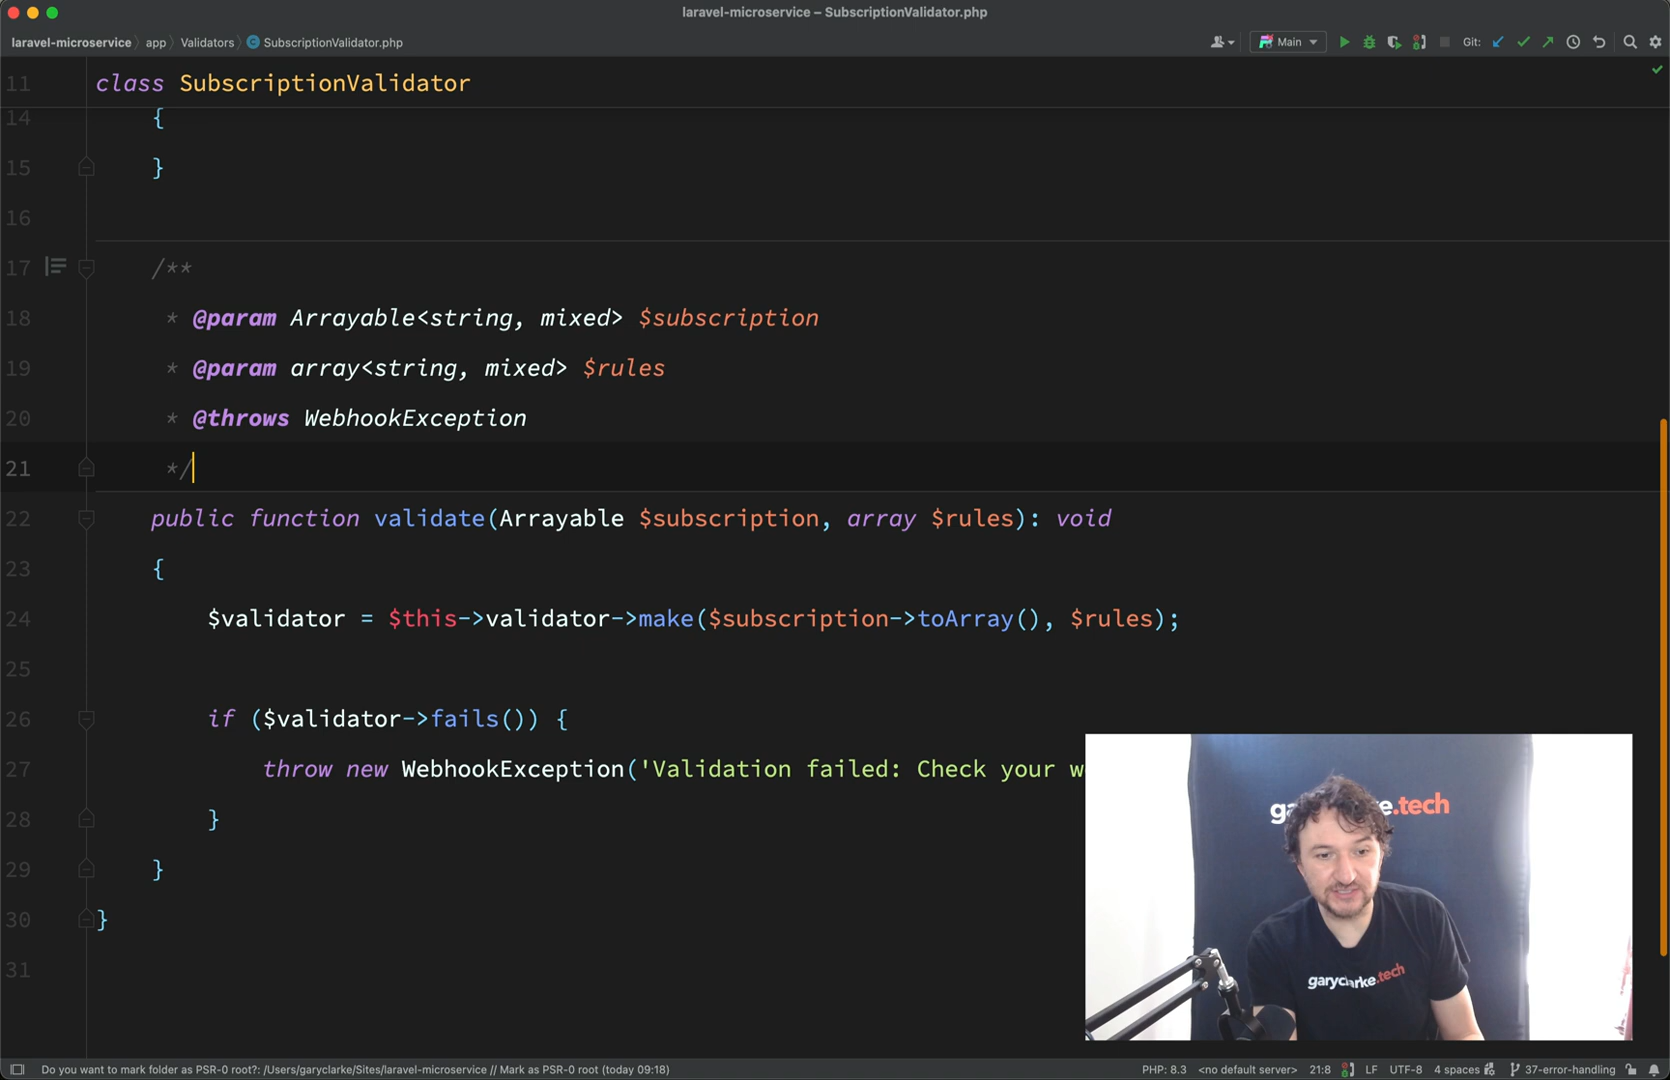 laravel-microservice – SubscriptionValidator.php
laravel-microservice app Validators SubscriptionValidator.php
Main
Git:
11 class SubscriptionValidator
14 {
15 }
16
17 /**
18 * @param Arrayable<string, mixed> $subscription
19 * @param array<string, mixed> $rules
20 * @throws WebhookException
21 */
22 public function validate(Arrayable $subscription, array $rules): void
23 {
24 $validator = $this->validator->make($subscription->toArray(), $rules);
25
26 if ($validator->fails()) {
27 throw new WebhookException('Validation failed: Check your w
28 }
29 }
30 }
31
.tech
garyclarke.tech
Do you want to mark folder as PSR-0 root?: /Users/garyclarke/Sites/laravel-microservice // Mark as PSR-0 root (today 09:18)
PHP: 8.3 <no default server> 21:8 LF UTF-8 4 spaces 37-error-handling